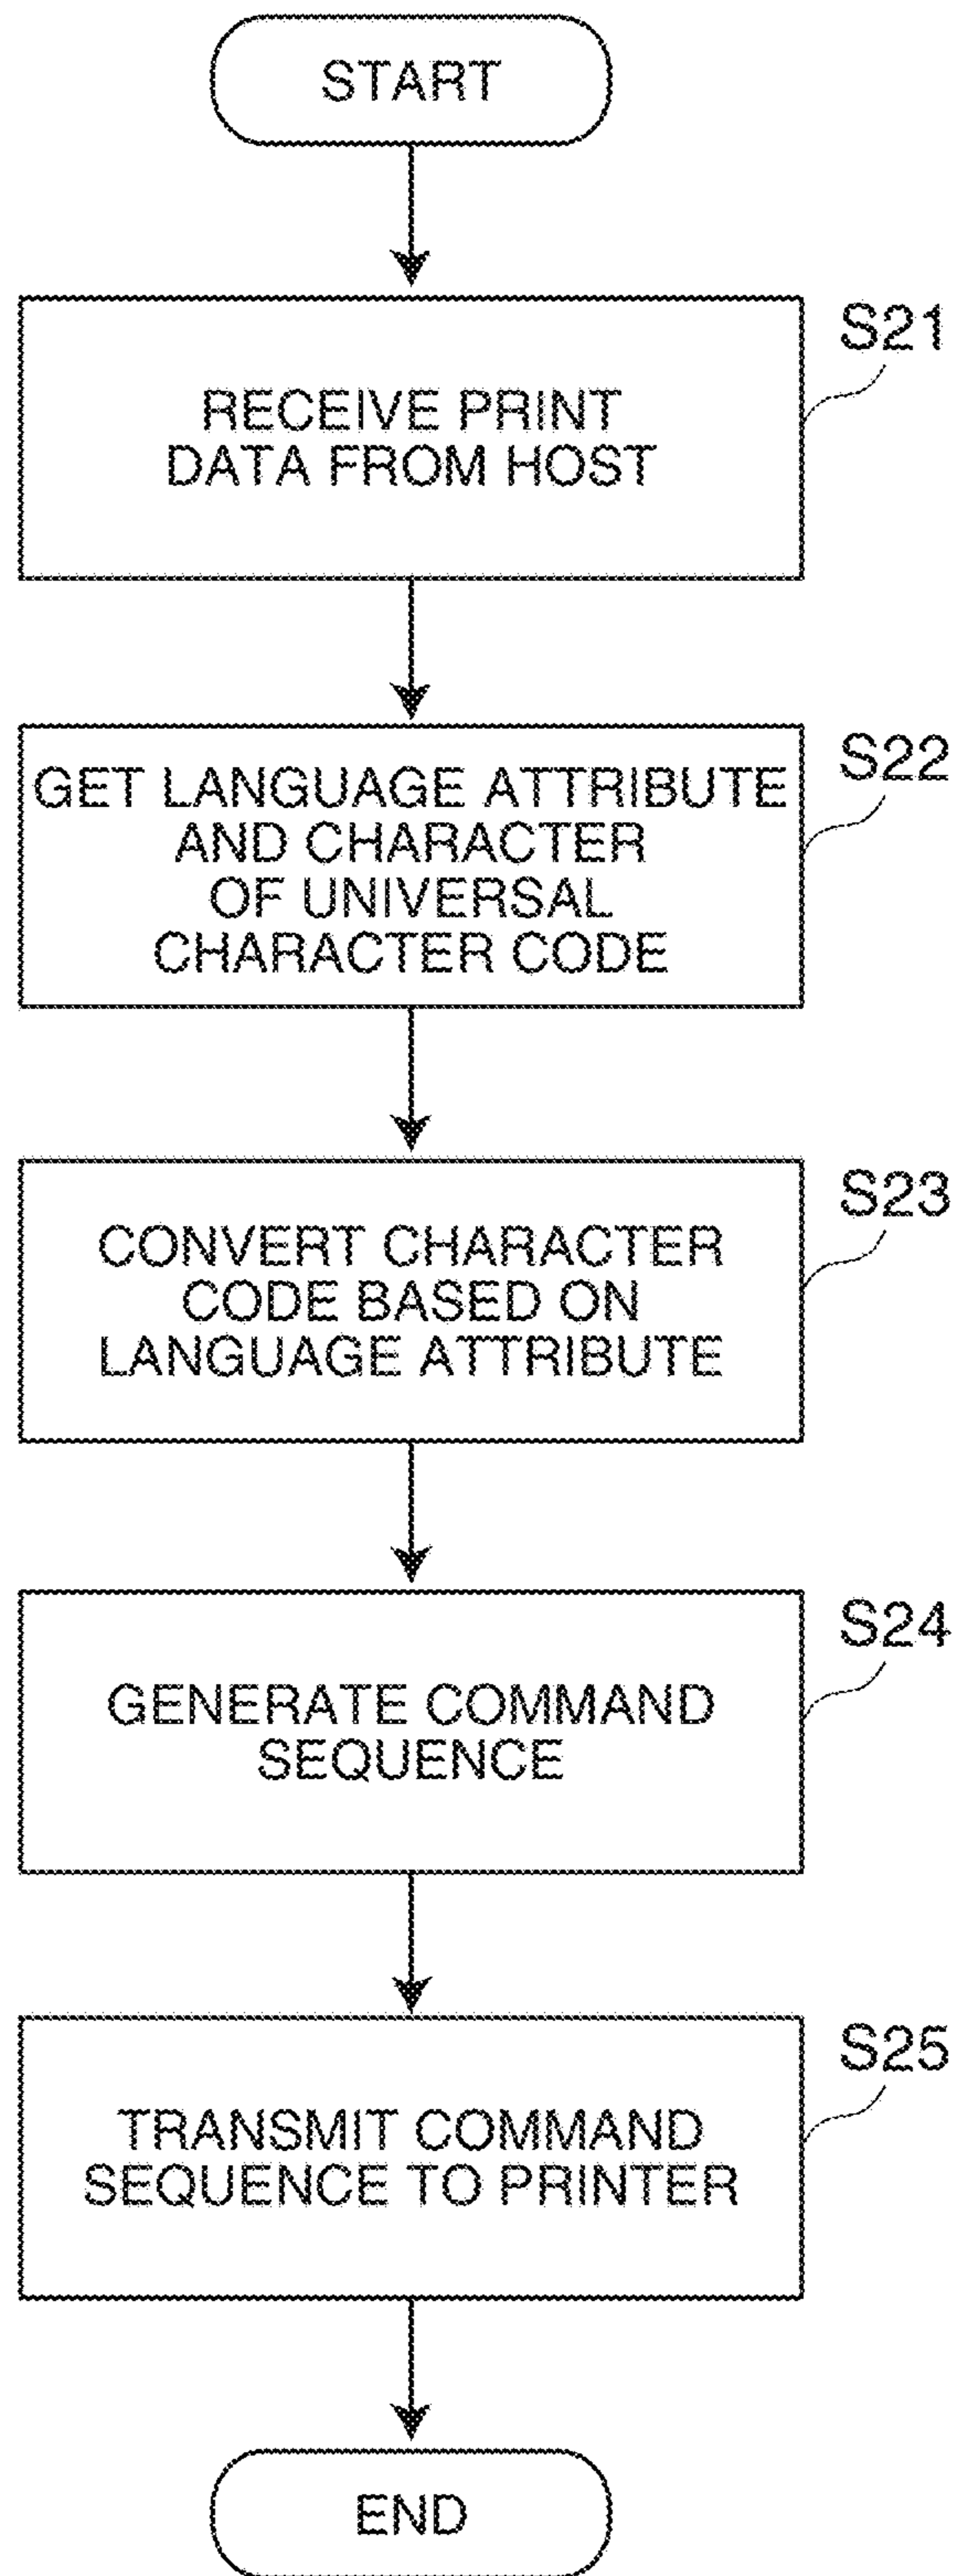 START
S21
RECEIVE PRINT
DATA FROM HOST
S22
GET LANGUAGE ATTRIBUTE
AND CHARACTER
OF UNIVERSAL
CHARACTER CODE
S23
CONVERT CHARACTER
CODE BASED ON
LANGUAGE ATTRIBUTE
S24
GENERATE COMMAND
SEQUENCE
S25
TRANSMIT COMMAND
SEQUENCE TO PRINTER
END